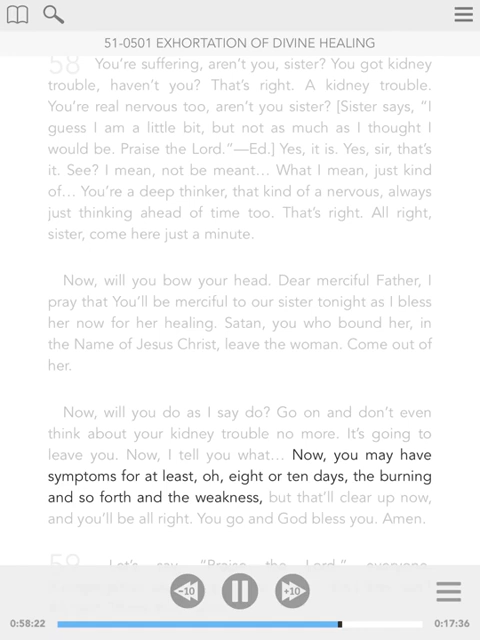 51-0501 EXHORTATION OF DIVINE HEALING
58 You're suffering, aren't you, sister? You got kidney
trouble, haven't you? That's right. A kidney trouble.
You're real nervous too, aren't you sister? [Sister says, "I
guess I am a little bit, but not as much as I thought I
would be. Praise the Lord."—Ed.] Yes, it is. Yes, sir, that's
it. See? I mean, not be meant… What I mean, just kind
of… You're a deep thinker, that kind of a nervous, always
just thinking ahead of time too. That's right. All right,
sister, come here just a minute.
Now, will you bow your head. Dear merciful Father, I
pray that You'll be merciful to our sister tonight as I bless
her now for her healing. Satan, you who bound her, in
the Name of Jesus Christ, leave the woman. Come out of
her.
Now, will you do as I say do? Go on and don't even
think about your kidney trouble no more. It's going to
leave you. Now, I tell you what… Now, you may have
symptoms for at least, oh, eight or ten days, the burning
and so forth and the weakness, but that'll clear up now,
and you'll be all right. You go and God bless you. Amen.
59 Let's say, "Praise the Lord," everyone.
-10 +10
0:58:22 0:17:36